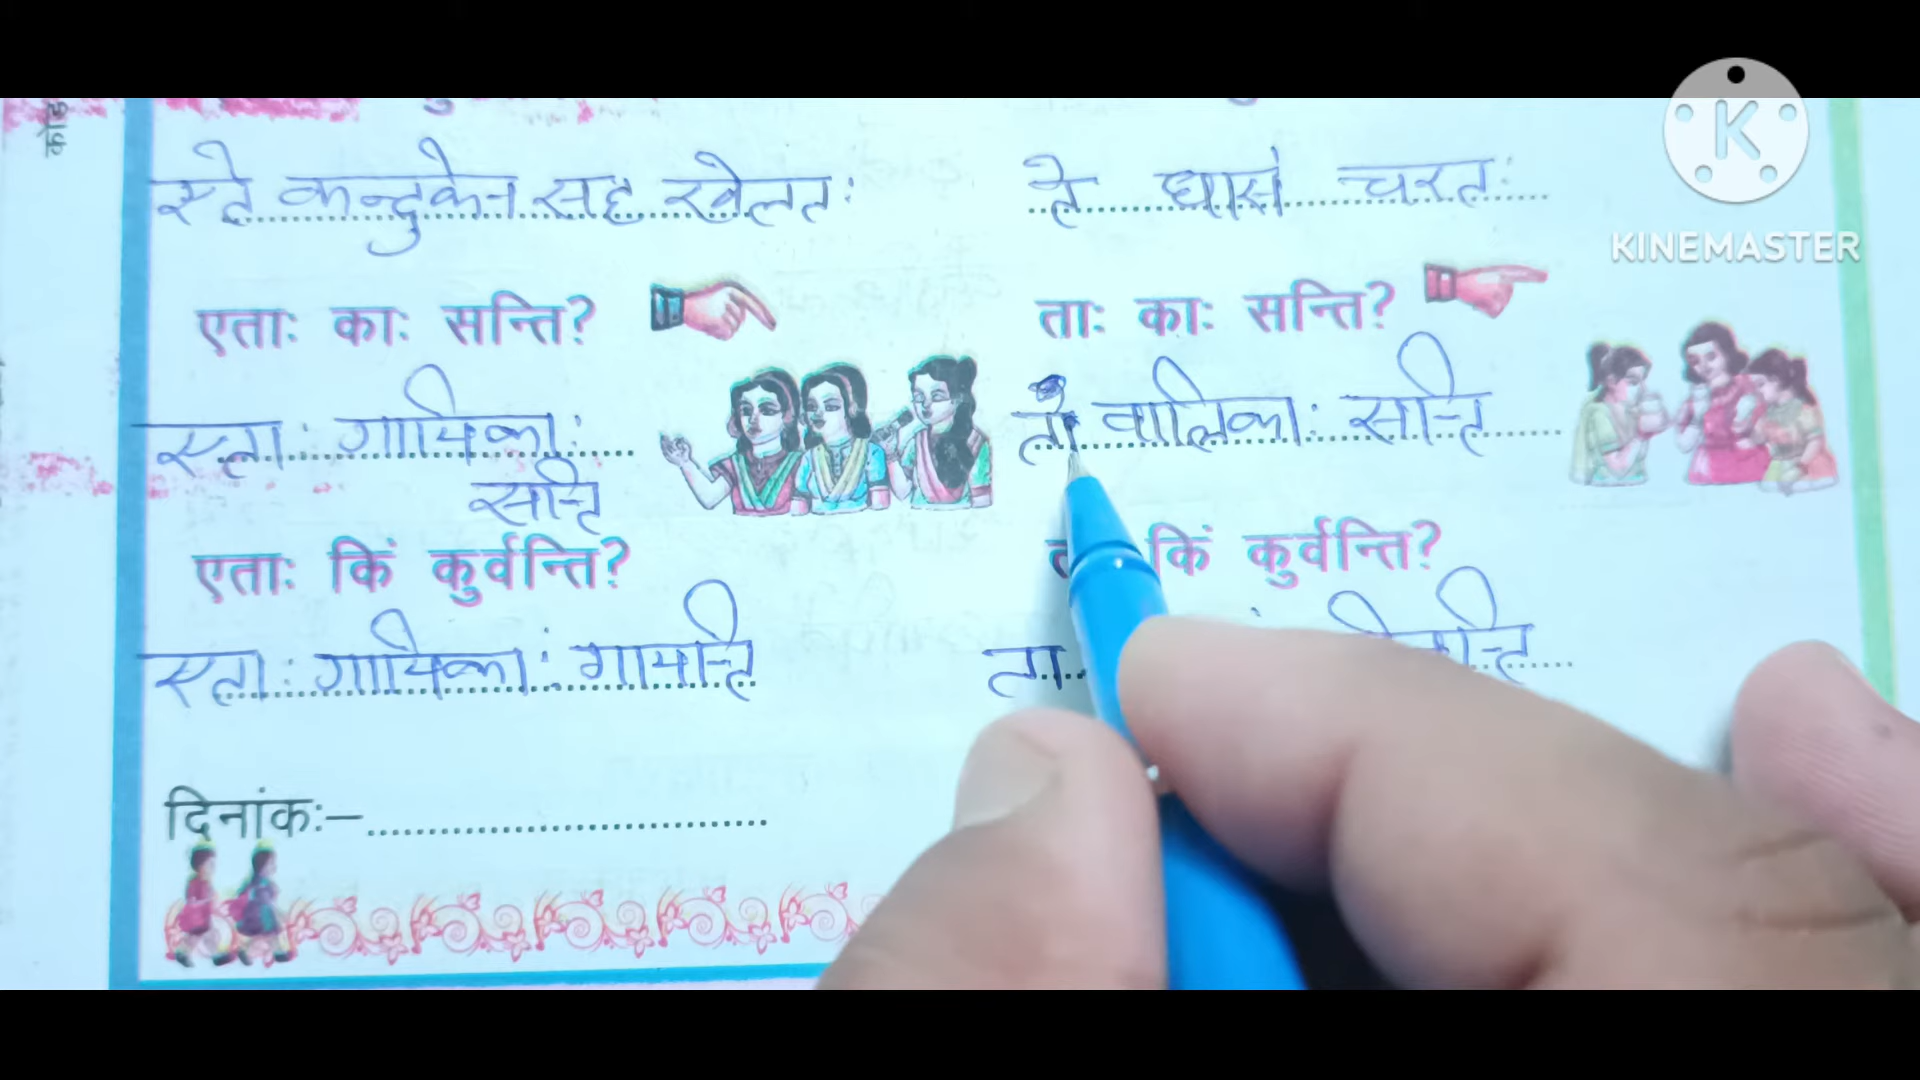 कोड
एते कन्दुकेन सह खेलतः
ते घासं चरतः
एताः काः सन्ति?
ताः काः सन्ति?
एताः गायिकाः
सन्ति
ता बालिकाः सन्ति
एताः किं कुर्वन्ति?
किं कुर्वन्ति?
एताः गायिकाः गायन्ति
ता
दिनांकः–
KINEMASTER